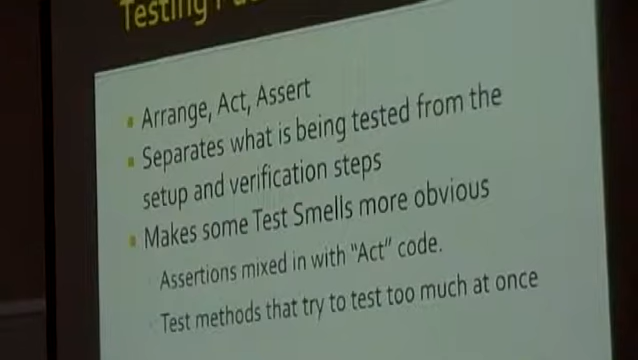 Testing
Arrange, Act, Assert
Separates what is being tested from the
setup and verification steps
Makes some Test Smells more obvious
Assertions mixed in with "Act" code.
Test methods that try to test too much at once